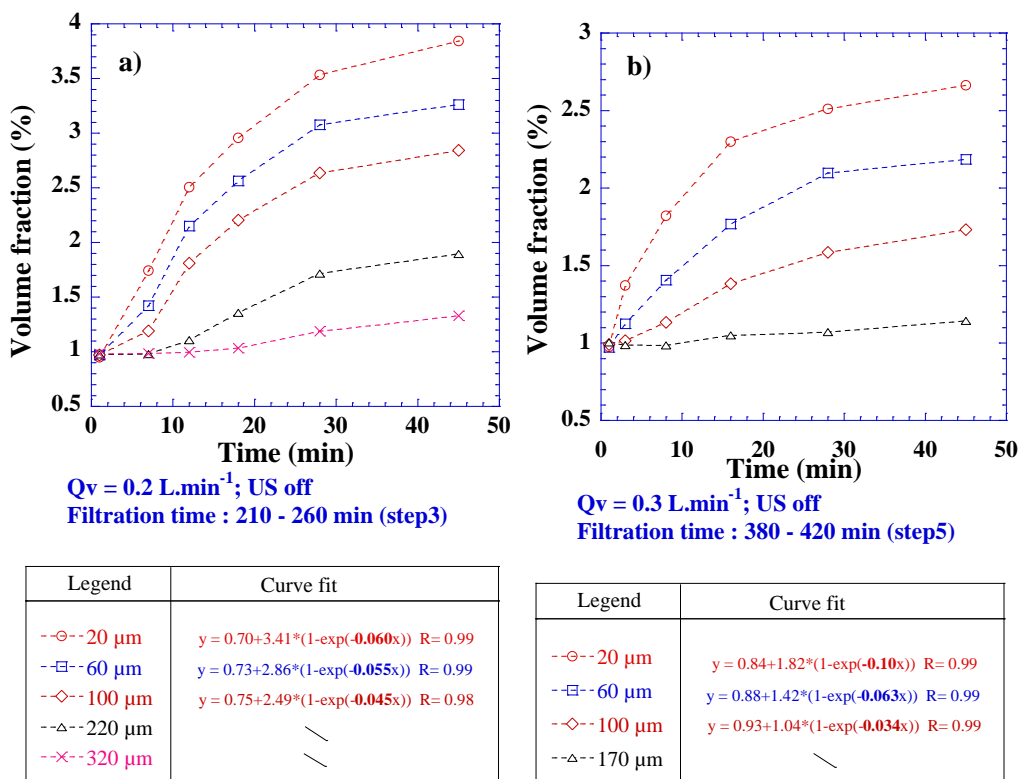 a)
4
3.5
3
2.5
2
1.5
1
0.5
0 10 20 30 40 50
Volume fraction (%)
Time (min)
Qv = 0.2 L.min-1; US off
Filtration time : 210 - 260 min (step3)
b)
3
2.5
2
1.5
1
0.5
0 10 20 30 40 50
Volume fraction (%)
Time (min)
Qv = 0.3 L.min-1; US off
Filtration time : 380 - 420 min (step5)
Legend Curve fit
20 µm y = 0.70+3.41*(1-exp(-0.060x)) R= 0.99
60 µm y = 0.73+2.86*(1-exp(-0.055x)) R= 0.99
100 µm y = 0.75+2.49*(1-exp(-0.045x)) R= 0.98
220 µm
320 µm
Legend Curve fit
20 µm y = 0.84+1.82*(1-exp(-0.10x)) R= 0.99
60 µm y = 0.88+1.42*(1-exp(-0.063x)) R= 0.99
100 µm y = 0.93+1.04*(1-exp(-0.034x)) R= 0.99
170 µm